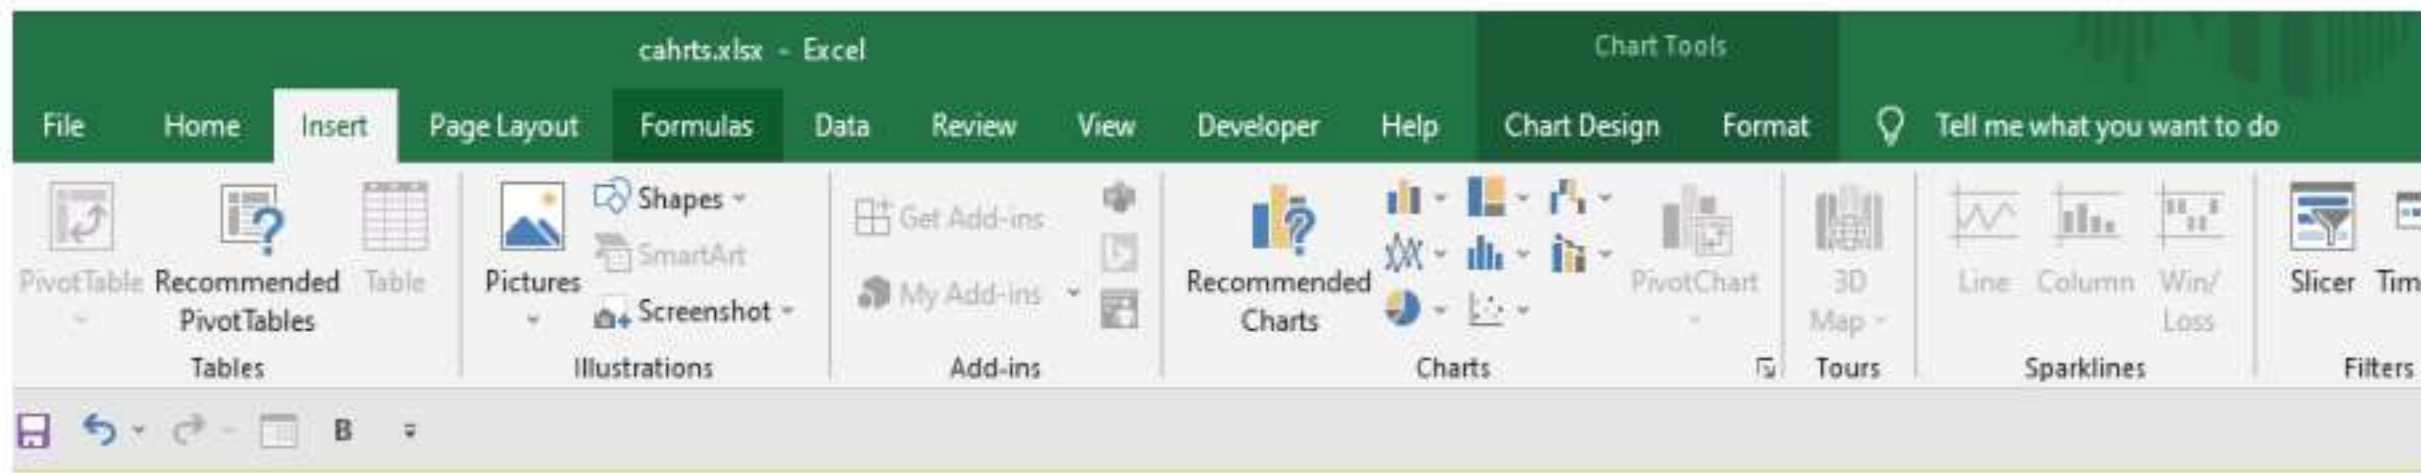 cahrts.xlsx - Excel
Chart Tools
File Home Insert Page Layout Formulas Data Review View Developer Help Chart Design Format Tell me what you want to do
PivotTable
Recommended
PivotTables
Table
Tables
Pictures
Shapes
SmartArt
Screenshot
Illustrations
Get Add-ins
My Add-ins
Add-ins
Recommended
Charts
PivotChart
Charts
3D
Map
Tours
Line
Column
Win/
Loss
Sparklines
Slicer
Tim
Filters
B